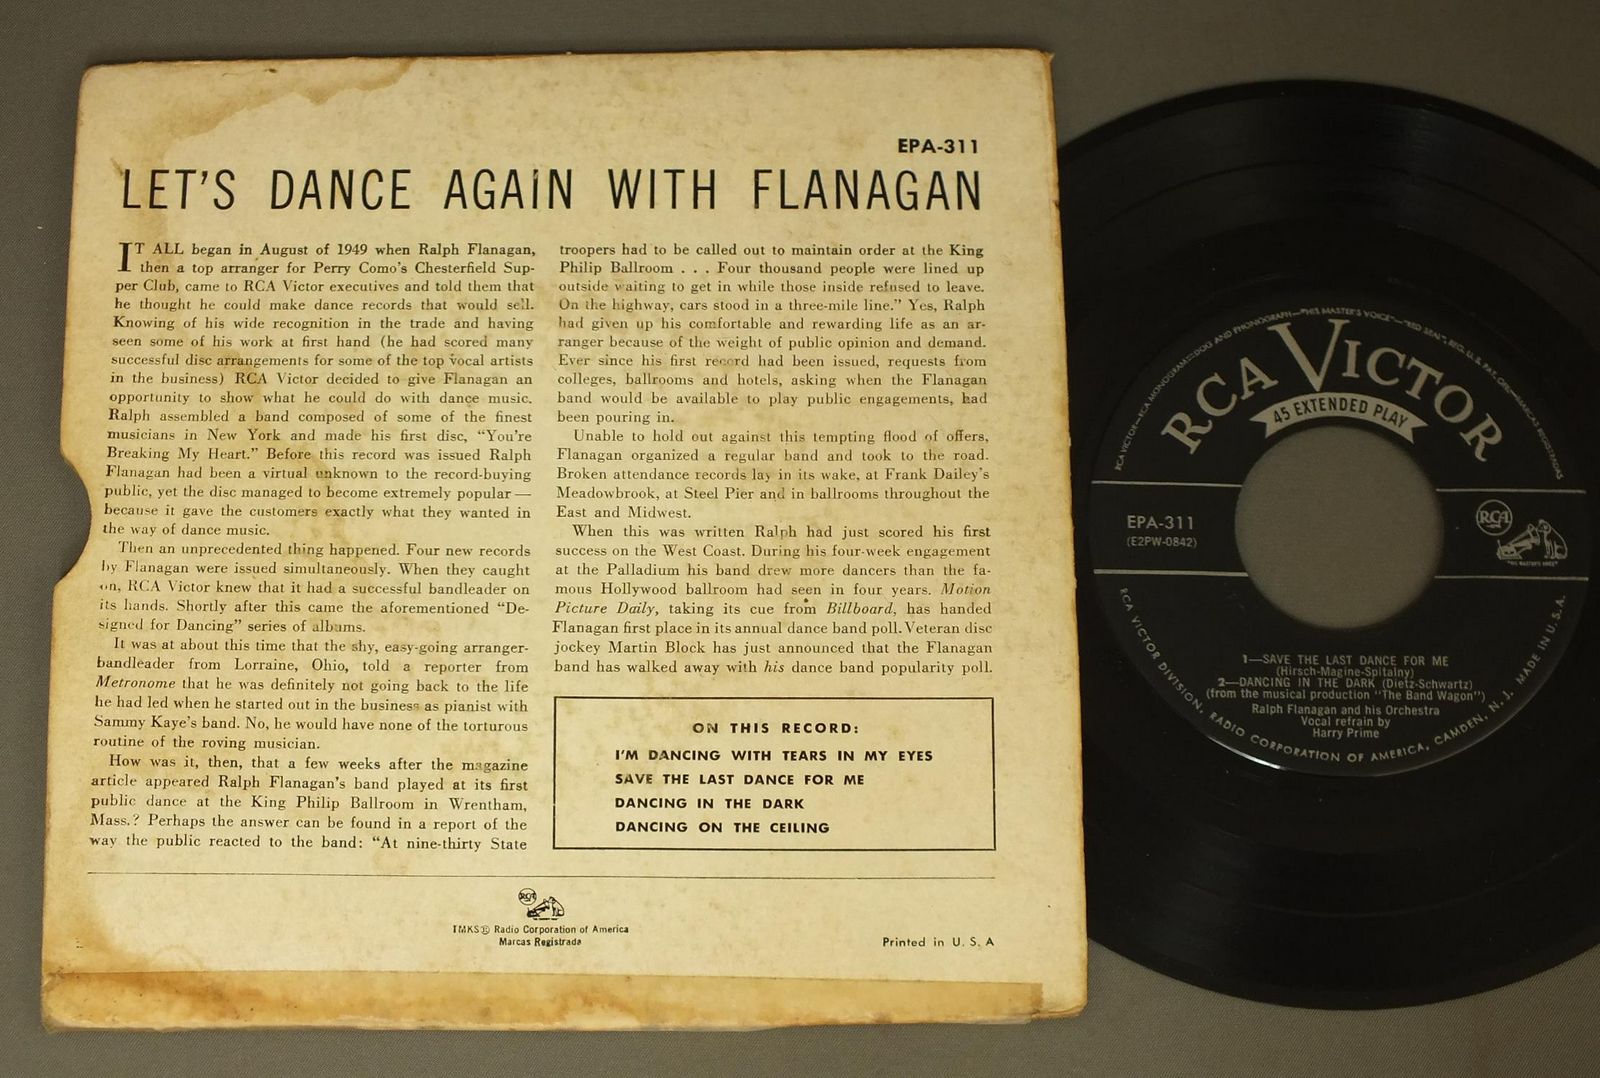 EPA-311
LET'S DANCE AGAIN WITH FLANAGAN
IT ALL began in August of 1949 when Ralph Flanagan,
then a top arranger for Perry Como's Chesterfield Sup-
per Club, came to RCA Victor executives and told them that
he thought he could make dance records that would sell.
Knowing of his wide recognition in the trade and having
seen some of his work at first hand (he had scored many
successful disc arrangements for some of the top vocal artists
in the business) RCA Victor decided to give Flanagan an
opportunity to show what he could do with dance music.
Ralph assembled a band composed of some of the finest
musicians in New York and made his first disc, "You're
Breaking My Heart." Before this record was issued Ralph
Flanagan had been a virtual unknown to the record-buying
public, yet the disc managed to become extremely popular —
because it gave the customers exactly what they wanted in
the way of dance music.
Then an unprecedented thing happened. Four new records
by Flanagan were issued simultaneously. When they caught
on, RCA Victor knew that it had a successful bandleader on
its hands. Shortly after this came the aforementioned "De-
signed for Dancing" series of albums.
It was at about this time that the shy, easy-going arranger-
bandleader from Lorraine, Ohio, told a reporter from
Metronome that he was definitely not going back to the life
he had led when he started out in the business as pianist with
Sammy Kaye's band. No, he would have none of the torturous
routine of the roving musician.
How was it, then, that a few weeks after the magazine
article appeared Ralph Flanagan's band played at its first
public dance at the King Philip Ballroom in Wrentham,
Mass.? Perhaps the answer can be found in a report of the
way the public reacted to the band: "At nine-thirty State
troopers had to be called out to maintain order at the King
Philip Ballroom . . . Four thousand people were lined up
outside waiting to get in while those inside refused to leave.
On the highway, cars stood in a three-mile line." Yes, Ralph
had given up his comfortable and rewarding life as an ar-
ranger because of the weight of public opinion and demand.
Ever since his first record had been issued, requests from
colleges, ballrooms and hotels, asking when the Flanagan
band would be available to play public engagements, had
been pouring in.
Unable to hold out against this tempting flood of offers,
Flanagan organized a regular band and took to the road.
Broken attendance records lay in its wake, at Frank Dailey's
Meadowbrook, at Steel Pier and in ballrooms throughout the
East and Midwest.
When this was written Ralph had just scored his first
success on the West Coast. During his four-week engagement
at the Palladium his band drew more dancers than the fa-
mous Hollywood ballroom had seen in four years. Motion
Picture Daily, taking its cue from Billboard, has handed
Flanagan first place in its annual dance band poll. Veteran disc
jockey Martin Block has just announced that the Flanagan
band has walked away with his dance band popularity poll.
ON THIS RECORD:
I'M DANCING WITH TEARS IN MY EYES
SAVE THE LAST DANCE FOR ME
DANCING IN THE DARK
DANCING ON THE CEILING
RCA
TMKS® Radio Corporation of America
Marcas Registrada
Printed in U. S. A
RCA VICTOR
45 EXTENDED PLAY
EPA-311
(E2PW-0842)
RCA
"HIS MASTER'S VOICE"
1—SAVE THE LAST DANCE FOR ME
(Hirsch-Magine-Spitalny)
2—DANCING IN THE DARK (Dietz-Schwartz)
(from the musical production "The Band Wagon")
Ralph Flanagan and his Orchestra
Vocal refrain by
Harry Prime
RCA VICTOR DIVISION, RADIO CORPORATION OF AMERICA, CAMDEN, N. J. MADE IN U.S.A.